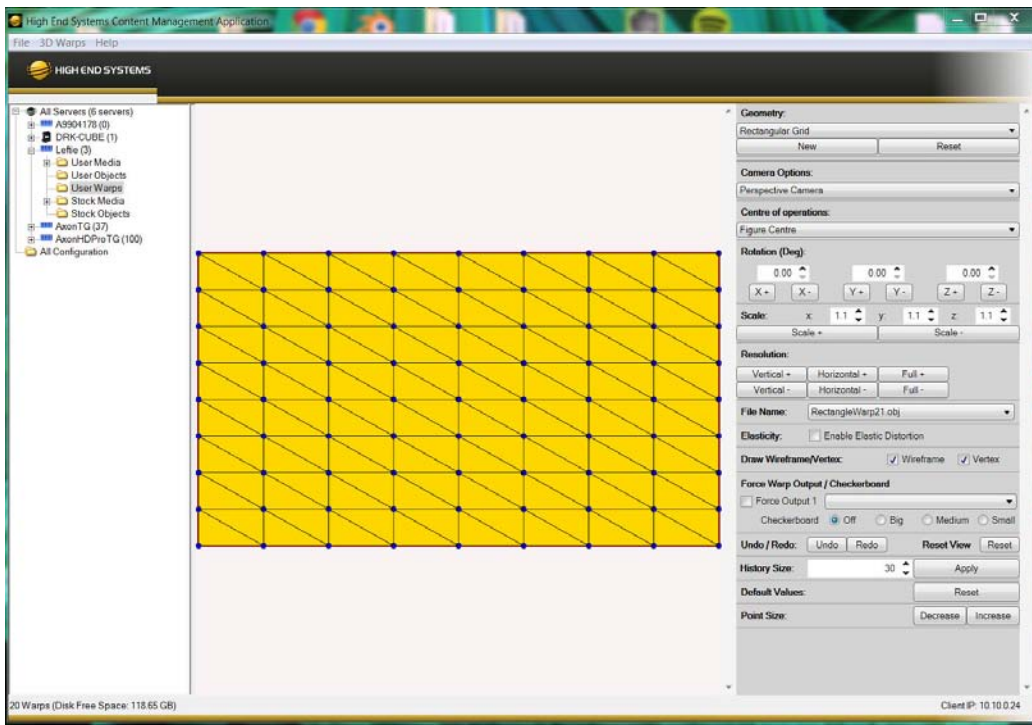 High End Systems Content Management Application
File 3D Warps Help
HIGH END SYSTEMS
All Servers (6 servers)
A9904178 (0)
DRK-CUBE (1)
Leftie (3)
User Media
User Objects
User Warps
Stock Media
Stock Objects
AxonTG (37)
AxonHDProTG (100)
All Configuration
Geometry:
Rectangular Grid
New Reset
Camera Options:
Perspective Camera
Centre of operations:
Figure Centre
Rotation (Deg):
0.00 0.00 0.00
X + X - Y + Y - Z + Z -
Scale: x: 1.1 y: 1.1 z: 1.1
Scale + Scale -
Resolution:
Vertical + Horizontal + Full +
Vertical - Horizontal - Full -
File Name: RectangleWarp21.obj
Elasticity: Enable Elastic Distortion
Draw Wireframe/Vertex: Wireframe Vertex
Force Warp Output / Checkerboard
Force Output 1
Checkerboard Off Big Medium Small
Undo / Redo: Undo Redo Reset View Reset
History Size: 30 Apply
Default Values: Reset
Point Size: Decrease Increase
20 Warps (Disk Free Space: 118.65 GB) Client IP: 10.10.0.24